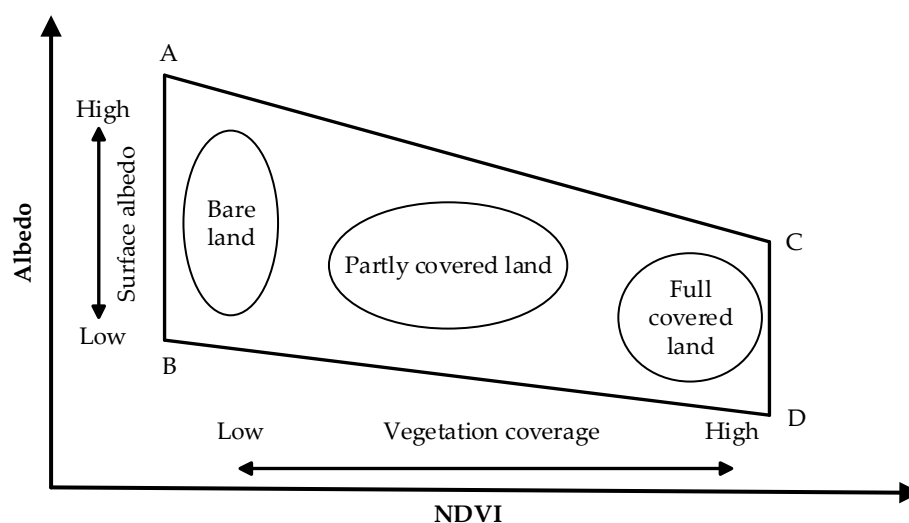 A
High
Albedo
Surface albedo
Bare
land
Partly covered land
C
Full
covered
land
Low
B
D
Low
Vegetation coverage
High
NDVI